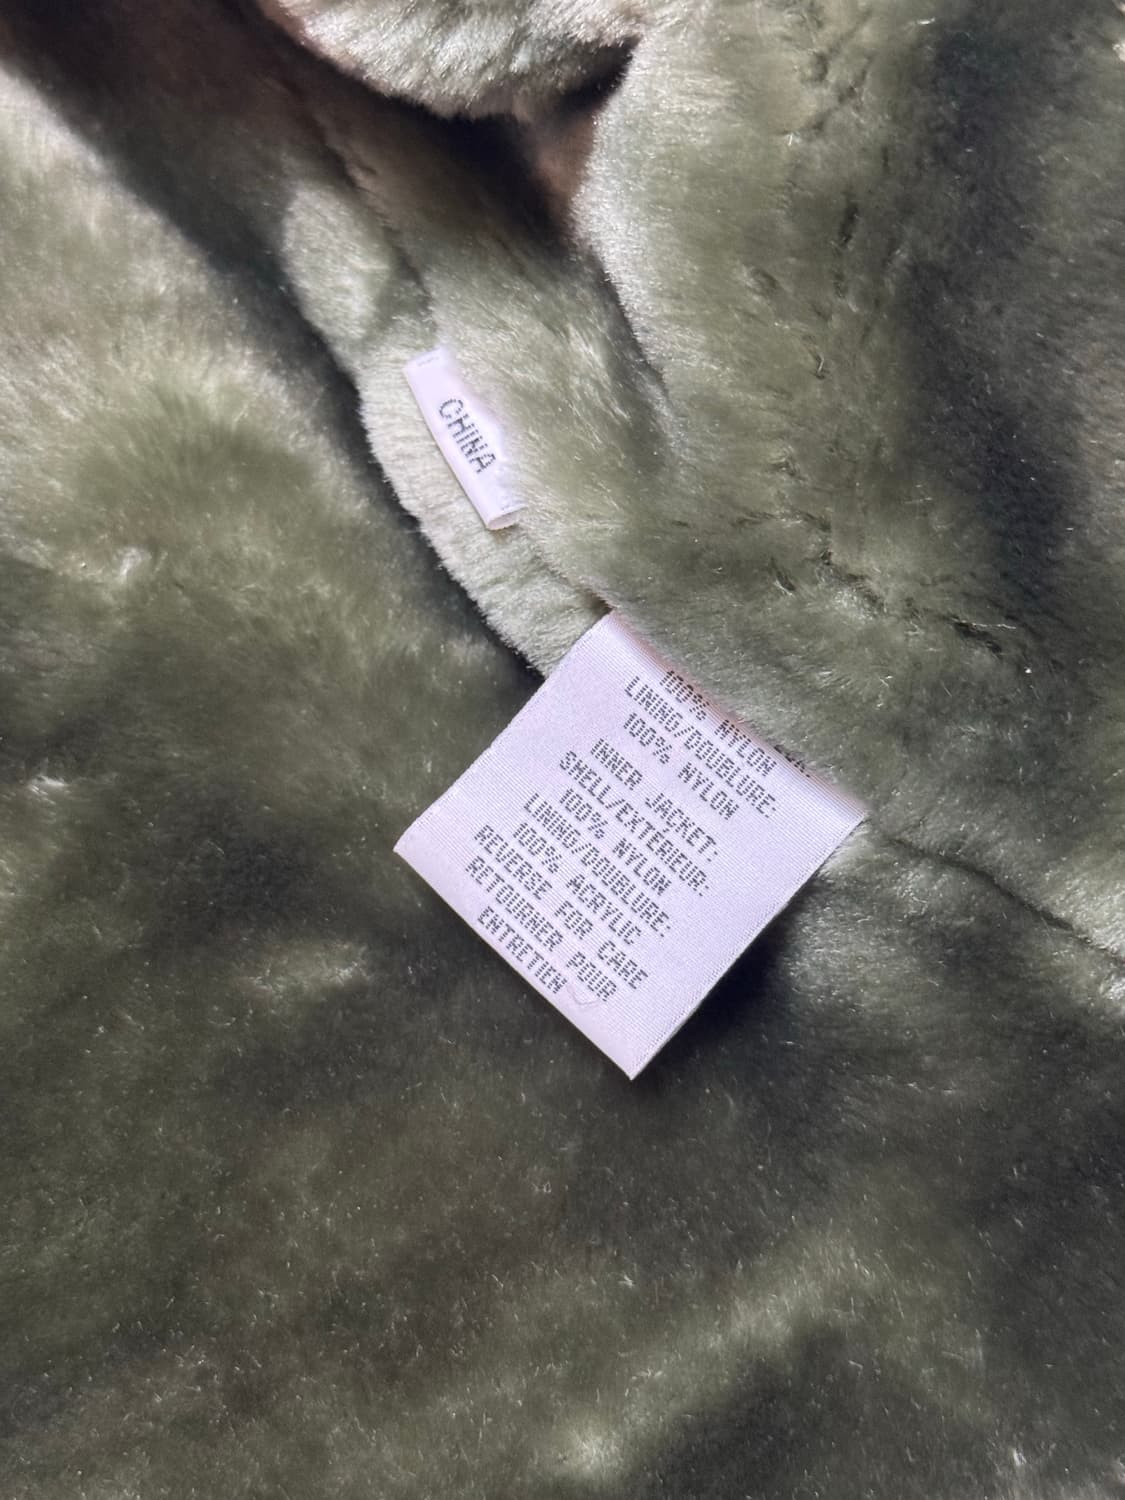 CHINA
100% NYLON
LINING/DOUBLURE:
100% NYLON
INNER JACKET:
SHELL/EXTÉRIEUR:
100% NYLON
LINING/DOUBLURE:
100% ACRYLIC
REVERSE FOR CARE
RETOURNER POUR
ENTRETIEN